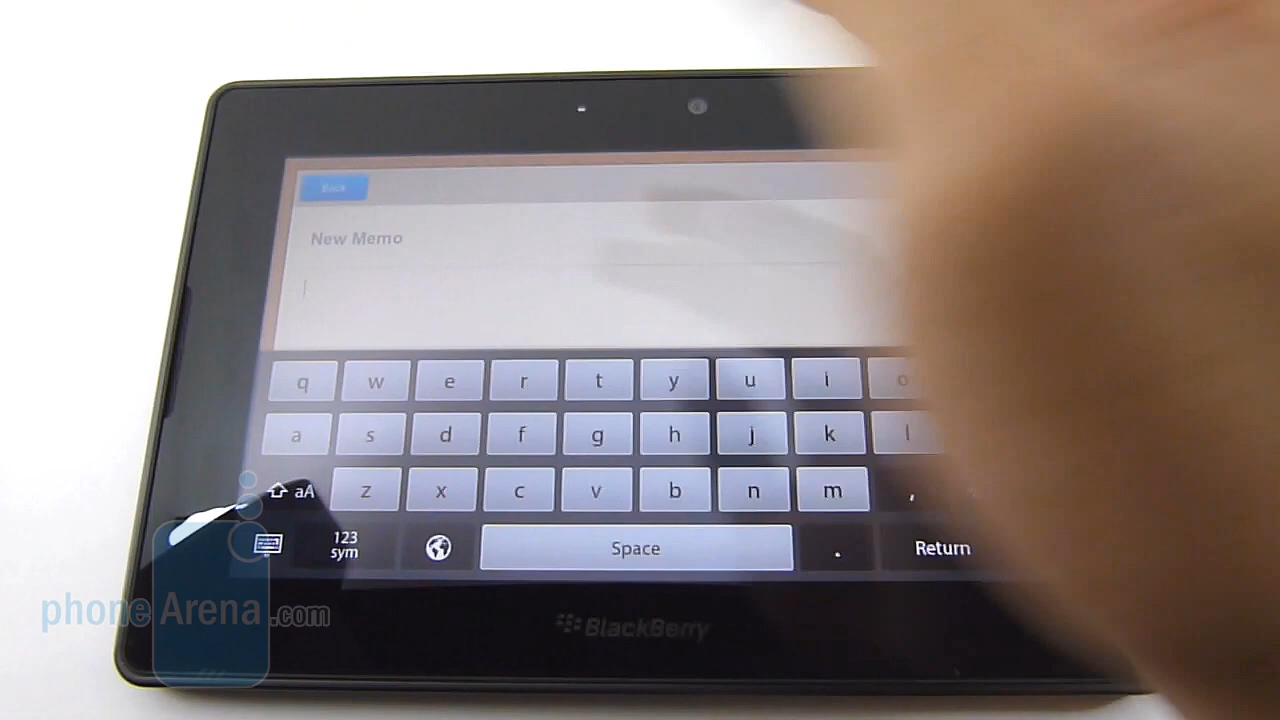 Back
New Memo
q w e r t y u i o
a s d f g h j k l
aA z x c v b n m ,
123
sym
Space . Return
phoneArena.com
BlackBerry